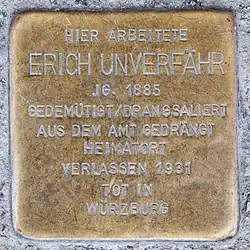 HIER ARBEITETE
ERICH UNVERFÄHR
JG. 1885
GEDEMÜTIGT/DRANGSALIERT
AUS DEM AMT GEDRÄNGT
HEIMATORT
VERLASSEN 1931
TOT IN
WÜRZBURG